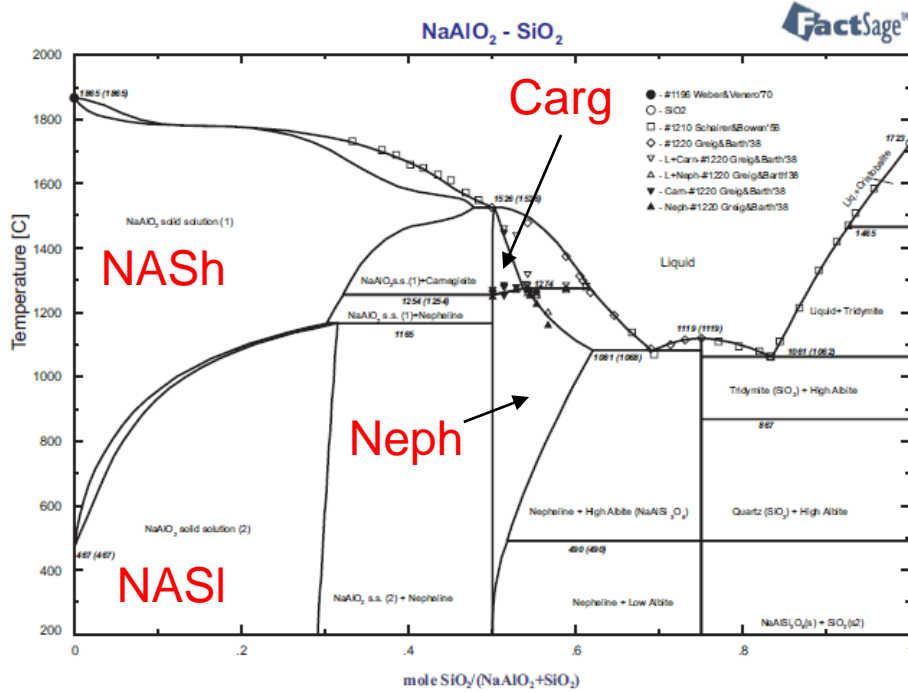 NaAlO2 - SiO2
FactSage™
Temperature [C]
2000
1800
1600
1400
1200
1000
800
600
400
200
1865 (1865)
Carg
- #1196 Weber&Venero'70
- SiO2
- #1210 Schairer&Bowen'56
- #1220 Greig&Barth'38
- L+Carn-#1220 Greig&Barth'38
- L+Neph-#1220 Greig&Barth'38
- Carn-#1220 Greig&Barth'38
- Neph-#1220 Greig&Barth'38
1723
Liq.+Cristobalite
1526 (1526)
1465
NaAlO2 solid solution (1)
NASh
Liquid
NaAlO2s.s.(1)+Carnegieite
1274
1254 (1254)
NaAlO2 s.s. (1)+Nepheline
Liquid+Tridymite
1165
1119 (1119)
1081 (1068)
1061 (1062)
Tridymite (SiO2) + High Albite
867
Neph
NaAlO2 solid solution (2)
Nepheline + High Albite (NaAlSi3O8)
Quartz (SiO2) + High Albite
467 (467)
490 (490)
NASl
NaAlO2 s.s. (2) + Nepheline
Nepheline + Low Albite
NaAlSi3O8(s) + SiO2(s2)
0 .2 .4 .6 .8
mole SiO2/(NaAlO2+SiO2)